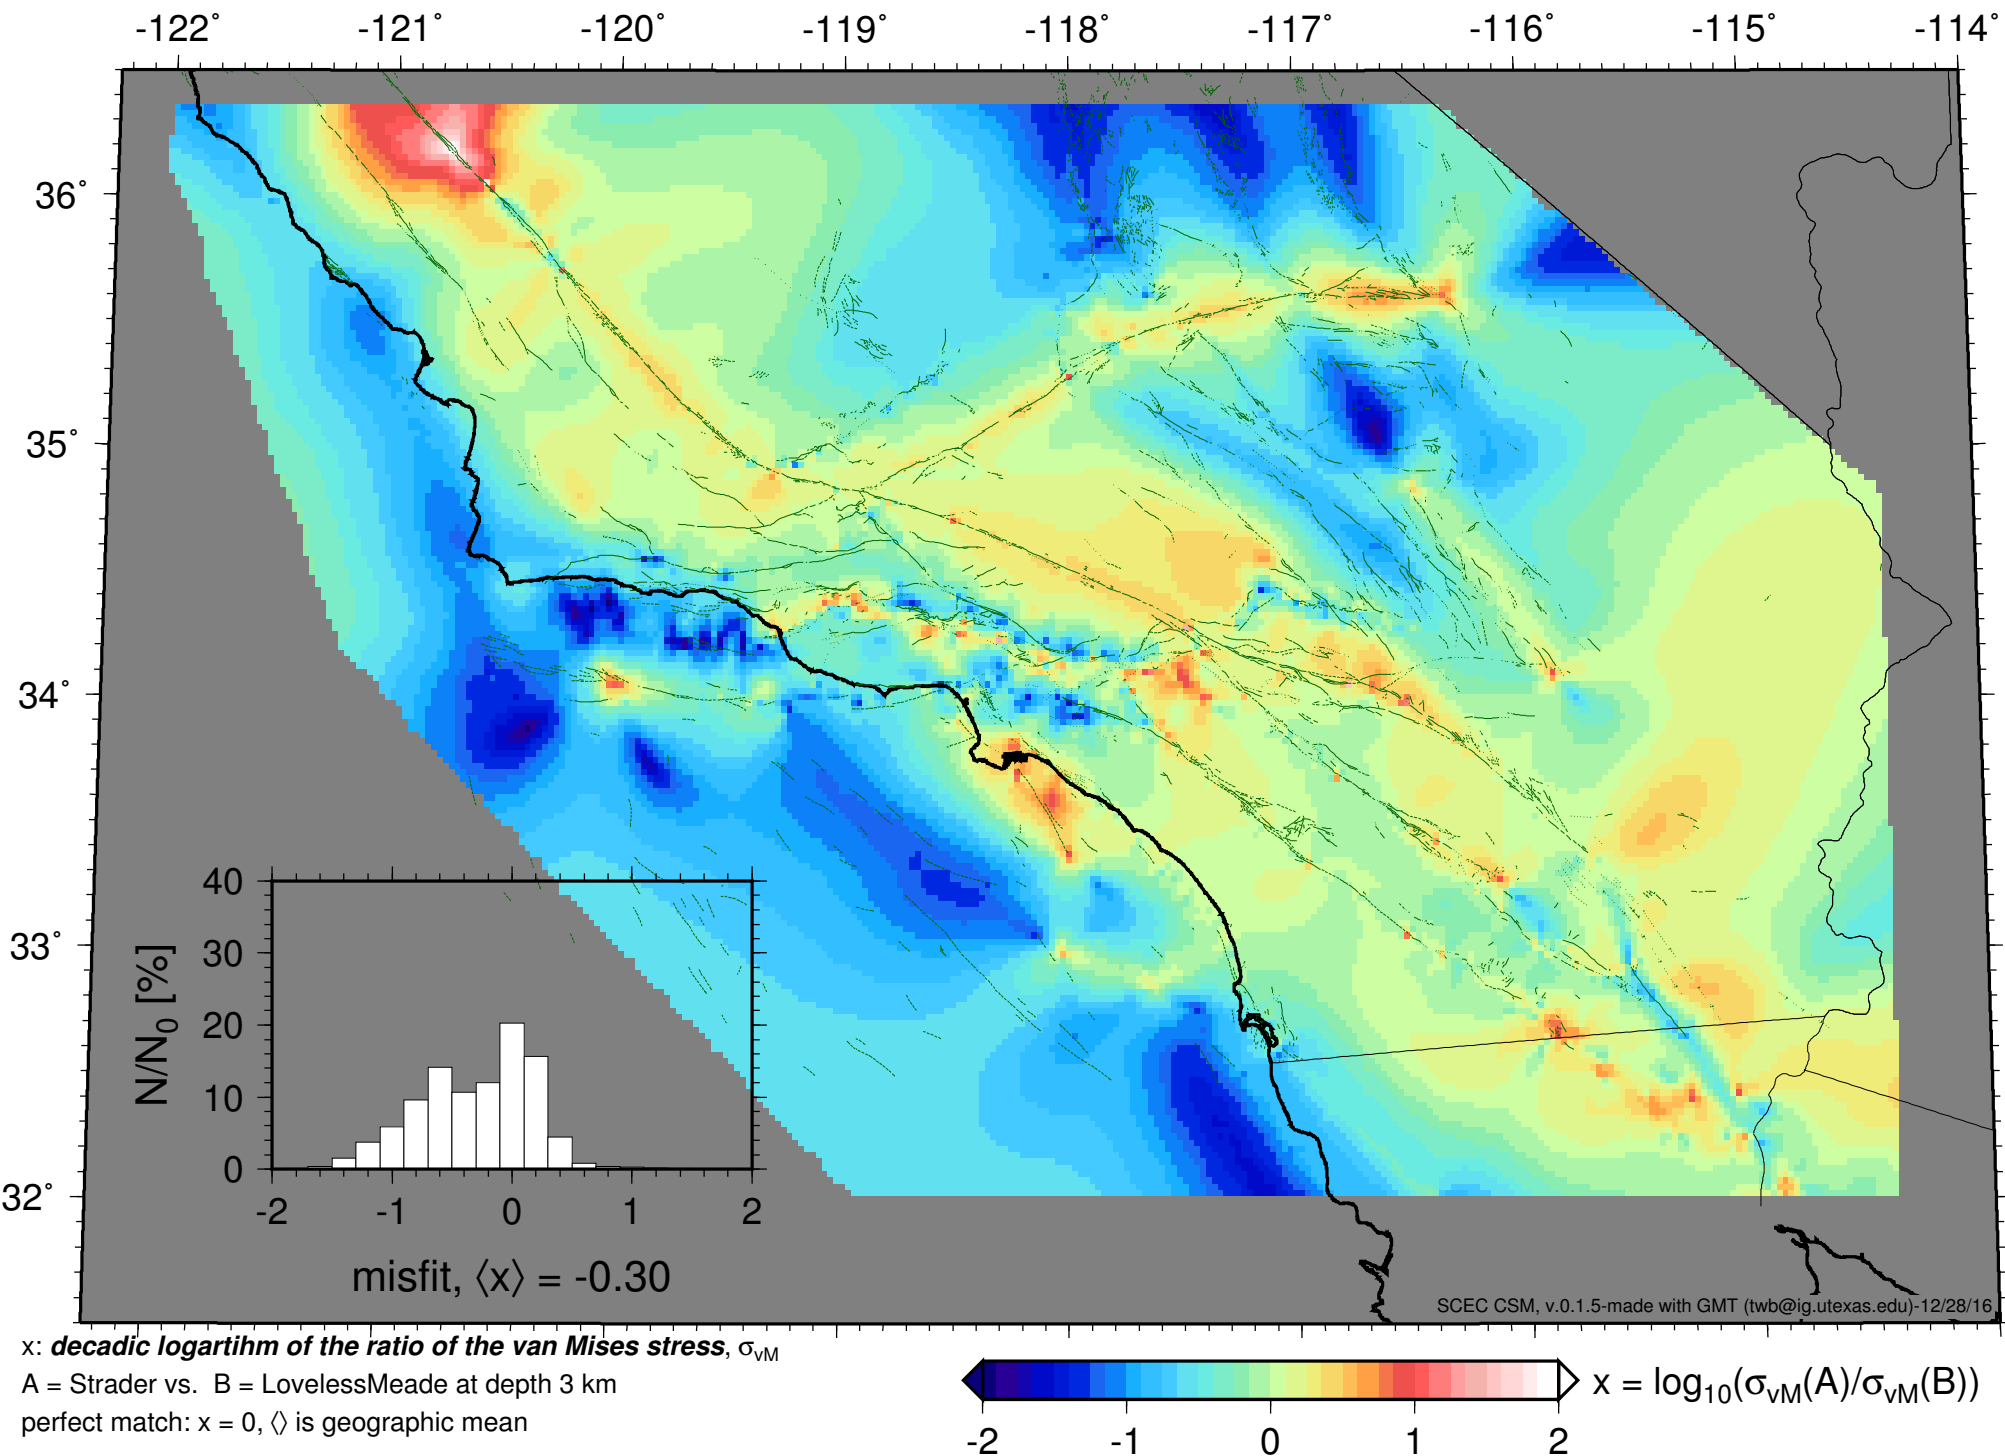 -122° -121° -120° -119° -118° -117° -116° -115° -114°
36°
35°
34°
33°
32°
40
30
20
10
0
N/N0 [%]
-2 -1 0 1 2
misfit, ⟨x⟩ = -0.30
SCEC CSM, v.0.1.5-made with GMT (twb@ig.utexas.edu)-12/28/16
x: decadic logartihm of the ratio of the van Mises stress, σvM
A = Strader vs. B = LovelessMeade at depth 3 km
perfect match: x = 0, ⟨⟩ is geographic mean
x = log10(σvM(A)/σvM(B))
-2 -1 0 1 2